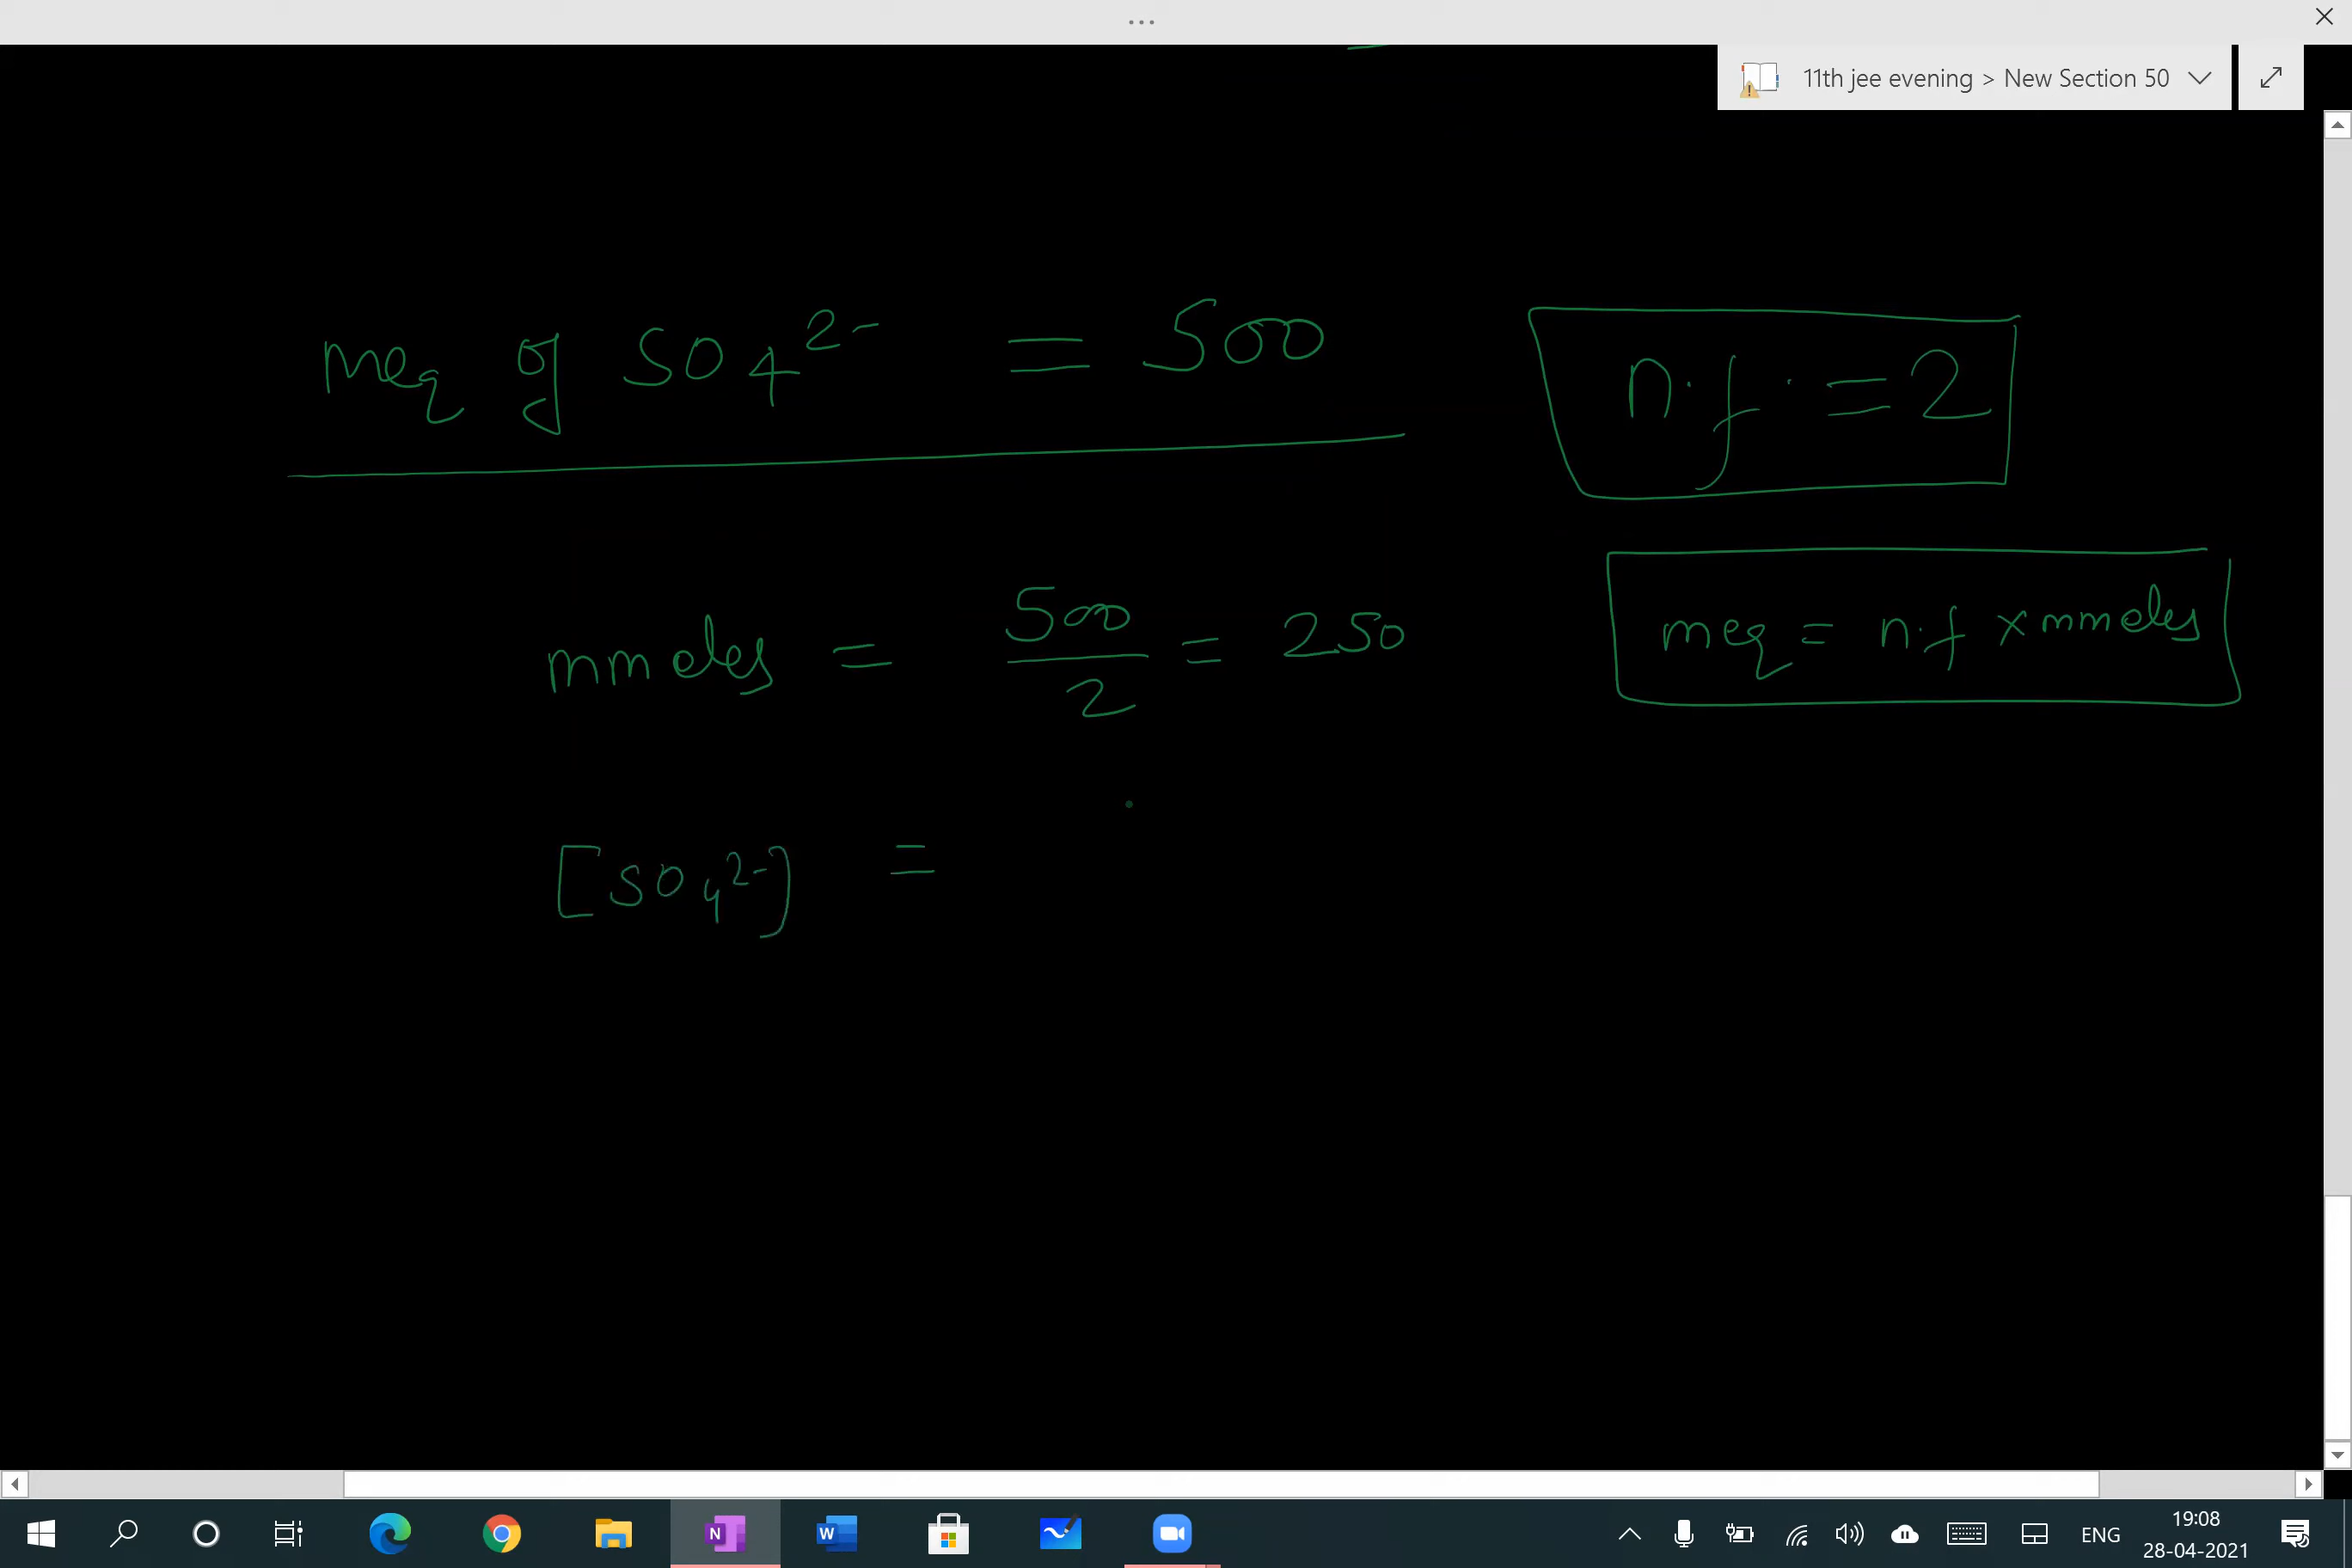 11th jee evening > New Section 50
meq of SO4^2- = 500
n.f. = 2
mmoles = 500/2 = 250
meq = n.f x mmoles
[SO4^2-] =
ENG
19:08
28-04-2021